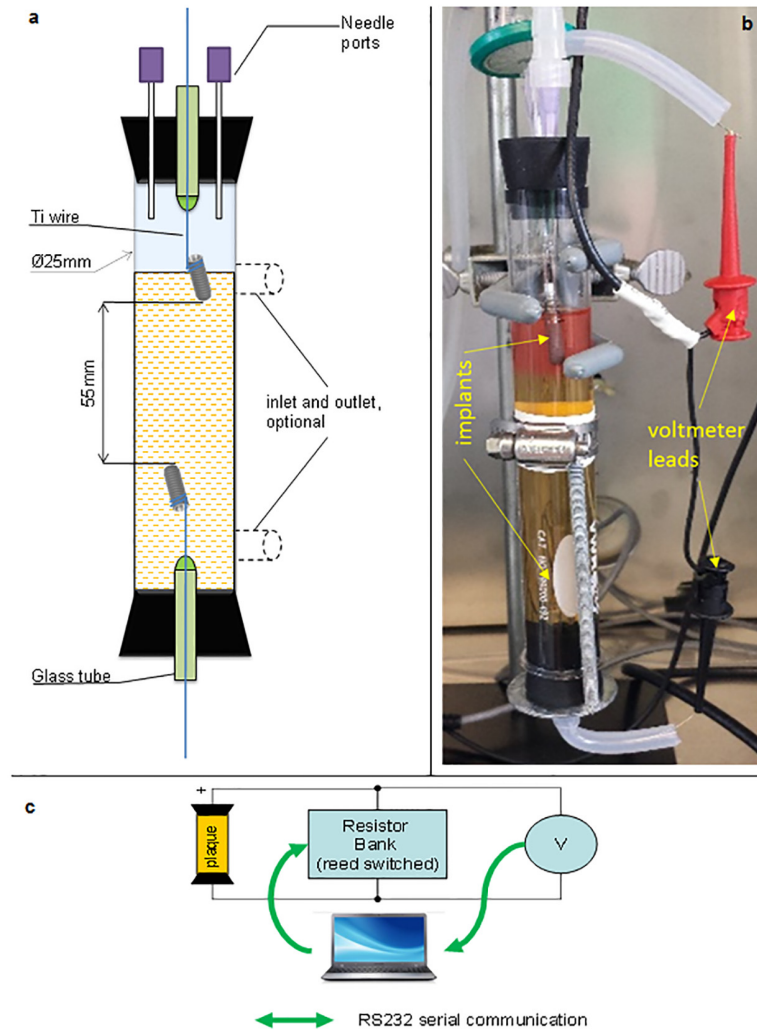 a
Needle
ports
Ti wire
Ø25mm
55mm
inlet and outlet,
optional
Glass tube
b
implants
voltmeter
leads
c
+
plaque
Resistor
Bank
(reed switched)
V
RS232 serial communication